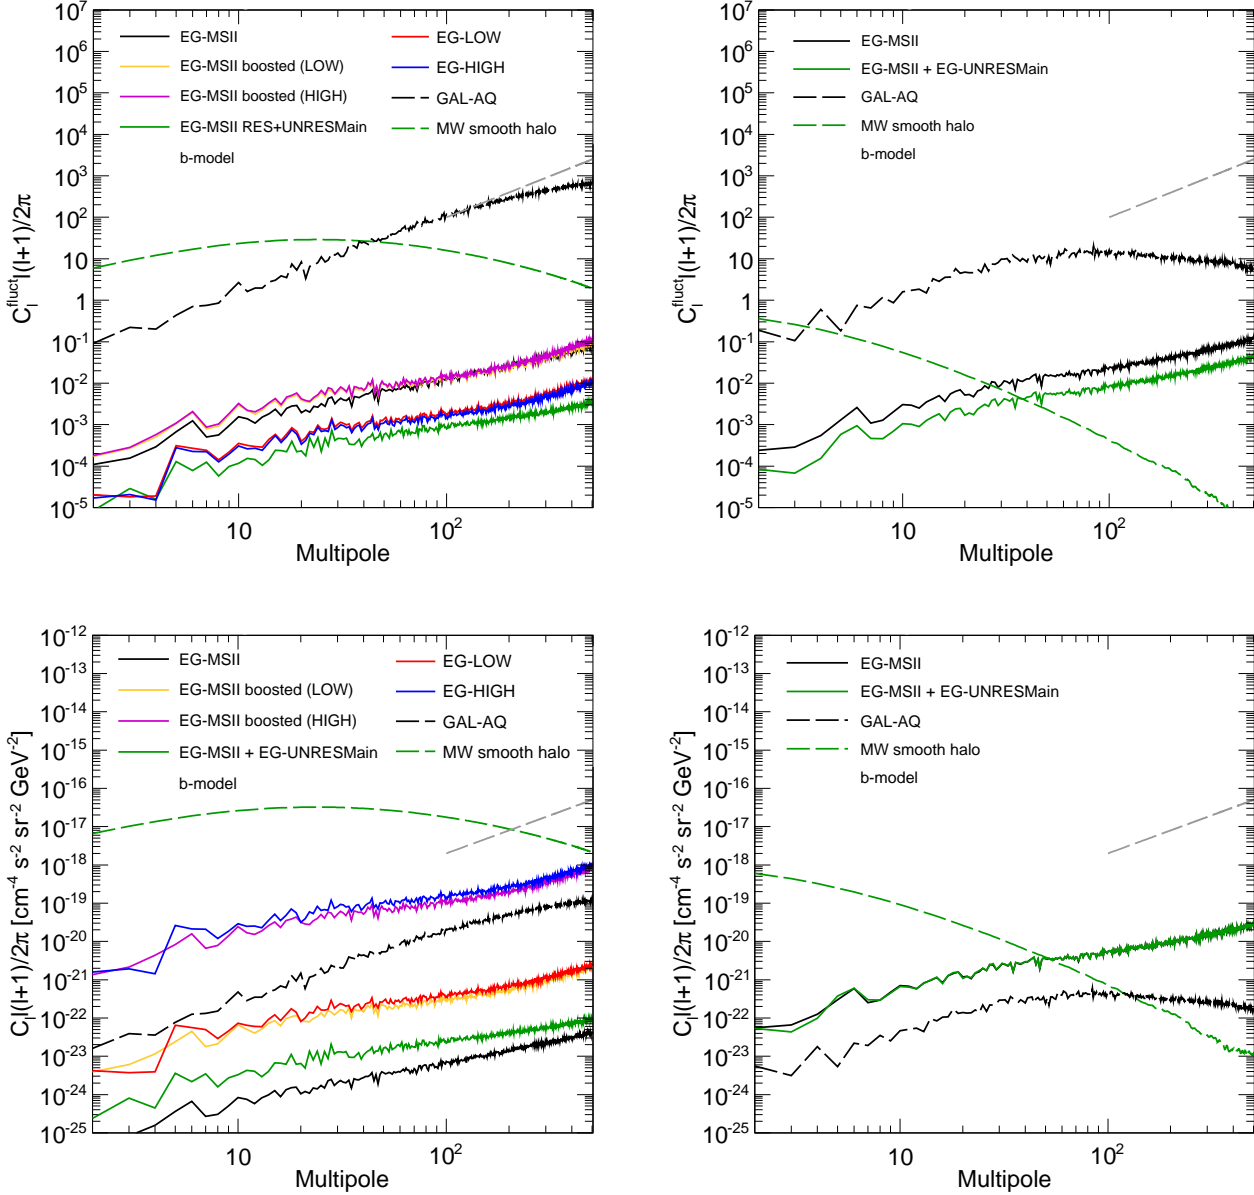 C_l^fluct l(l+1)/2π
10^7
10^6
10^5
10^4
10^3
10^2
10
1
10^-1
10^-2
10^-3
10^-4
10^-5
EG-MSII
EG-MSII boosted (LOW)
EG-MSII boosted (HIGH)
EG-MSII RES+UNRESMain
b-model
EG-LOW
EG-HIGH
GAL-AQ
MW smooth halo
10 10^2
Multipole
C_l^fluct l(l+1)/2π
10^7
10^6
10^5
10^4
10^3
10^2
10
1
10^-1
10^-2
10^-3
10^-4
10^-5
EG-MSII
EG-MSII + EG-UNRESMain
GAL-AQ
MW smooth halo
b-model
10 10^2
Multipole
C_l l(l+1)/2π [cm^-4 s^-2 sr^-2 GeV^-2]
10^-12
10^-13
10^-14
10^-15
10^-16
10^-17
10^-18
10^-19
10^-20
10^-21
10^-22
10^-23
10^-24
10^-25
EG-MSII
EG-MSII boosted (LOW)
EG-MSII boosted (HIGH)
EG-MSII + EG-UNRESMain
b-model
EG-LOW
EG-HIGH
GAL-AQ
MW smooth halo
10 10^2
Multipole
C_l l(l+1)/2π [cm^-4 s^-2 sr^-2 GeV^-2]
10^-12
10^-13
10^-14
10^-15
10^-16
10^-17
10^-18
10^-19
10^-20
10^-21
10^-22
10^-23
10^-24
10^-25
EG-MSII
EG-MSII + EG-UNRESMain
GAL-AQ
MW smooth halo
b-model
10 10^2
Multipole